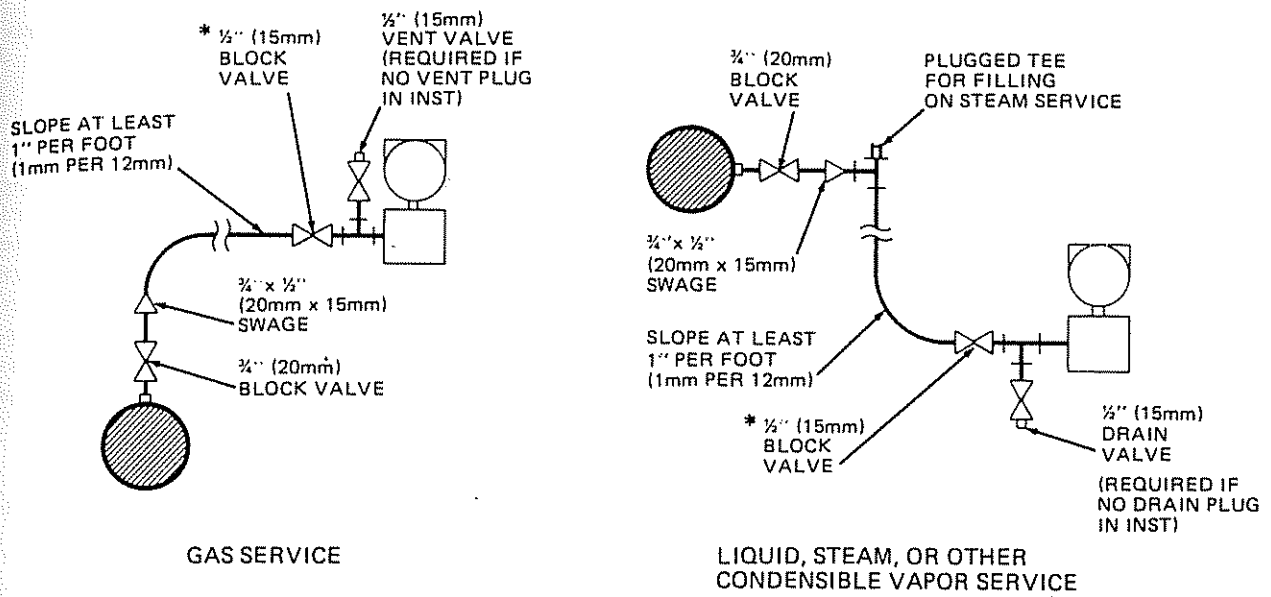 * ½" (15mm)
BLOCK
VALVE
½" (15mm)
VENT VALVE
(REQUIRED IF
NO VENT PLUG
IN INST)
SLOPE AT LEAST
1" PER FOOT
(1mm PER 12mm)
¾" x ½"
(20mm x 15mm)
SWAGE
¾" (20mm)
BLOCK VALVE
GAS SERVICE
¾" (20mm)
BLOCK
VALVE
PLUGGED TEE
FOR FILLING
ON STEAM SERVICE
¾" x ½"
(20mm x 15mm)
SWAGE
SLOPE AT LEAST
1" PER FOOT
(1mm PER 12mm)
* ½" (15mm)
BLOCK
VALVE
½" (15mm)
DRAIN
VALVE
(REQUIRED IF
NO DRAIN PLUG
IN INST)
LIQUID, STEAM, OR OTHER
CONDENSIBLE VAPOR SERVICE